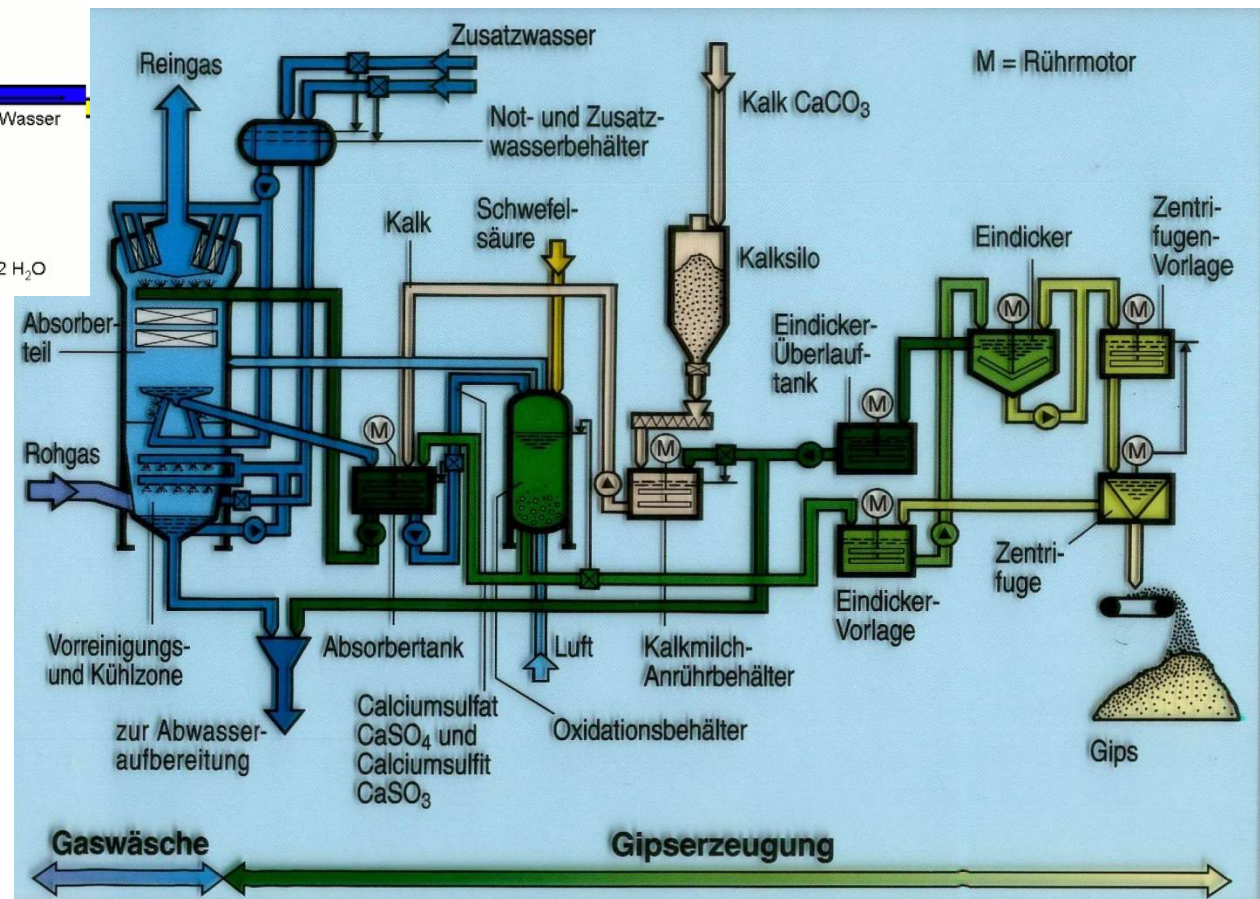 Wasser
2 H₂O
Zusatzwasser
Reingas
M = Rührmotor
Kalk CaCO₃
Not- und Zusatz-
wasserbehälter
Kalk
Schwefel-
säure
Kalksilo
Eindicker
Zentri-
fugen-
Vorlage
Absorber-
teil
Eindicker-
Überlauf-
tank
M
M
M
M
M
M
M
Rohgas
Zentri-
fuge
Vorreinigungs-
und Kühlzone
Absorbertank
Luft
Kalkmilch-
Anrührbehälter
Eindicker-
Vorlage
zur Abwasser-
aufbereitung
Calciumsulfat
CaSO₄ und
Calciumsulfit
CaSO₃
Oxidationsbehälter
Gips
Gaswäsche
Gipserzeugung